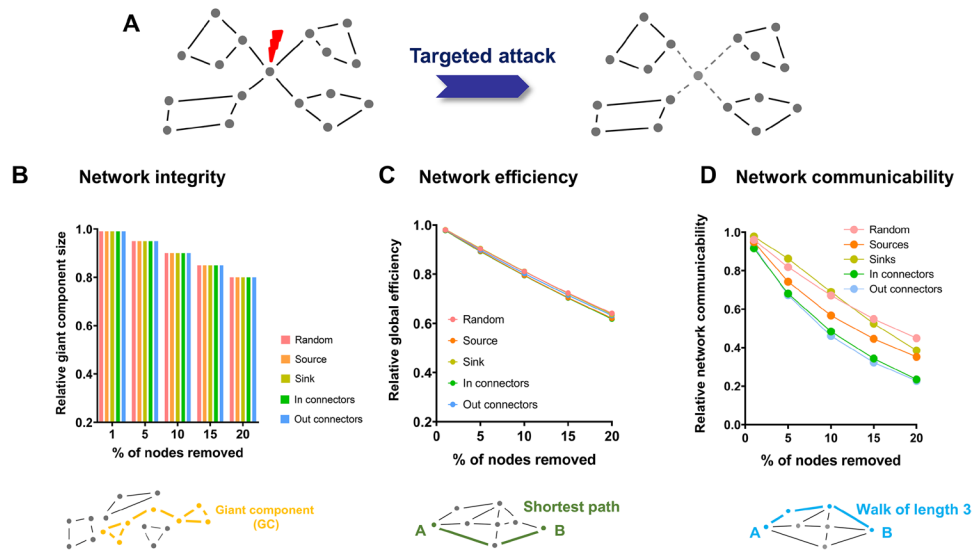 A
Targeted attack
B Network integrity
Relative giant component size
1.0
0.8
0.6
0.4
0.2
1 5 10 15 20
% of nodes removed
Random
Source
Sink
In connectors
Out connectors
Giant component
(GC)
C Network efficiency
Relative global efficiency
1.0
0.8
0.6
0.4
0.2
0 5 10 15 20
% of nodes removed
Random
Source
Sink
In connectors
Out connectors
Shortest path
A B
D Network communicability
Relative network communicability
1.0
0.8
0.6
0.4
0.2
0.0
0 5 10 15 20
% of nodes removed
Random
Sources
Sinks
In connectors
Out connectors
Walk of length 3
A B